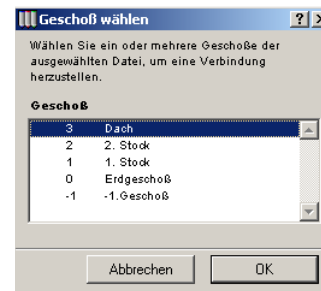 Geschoß wählen
Wählen Sie ein oder mehrere Geschoße der
ausgewählten Datei, um eine Verbindung
herzustellen.
Geschoß
3 Dach
2 2. Stock
1 1. Stock
0 Erdgeschoß
-1 -1.Geschoß
Abbrechen OK